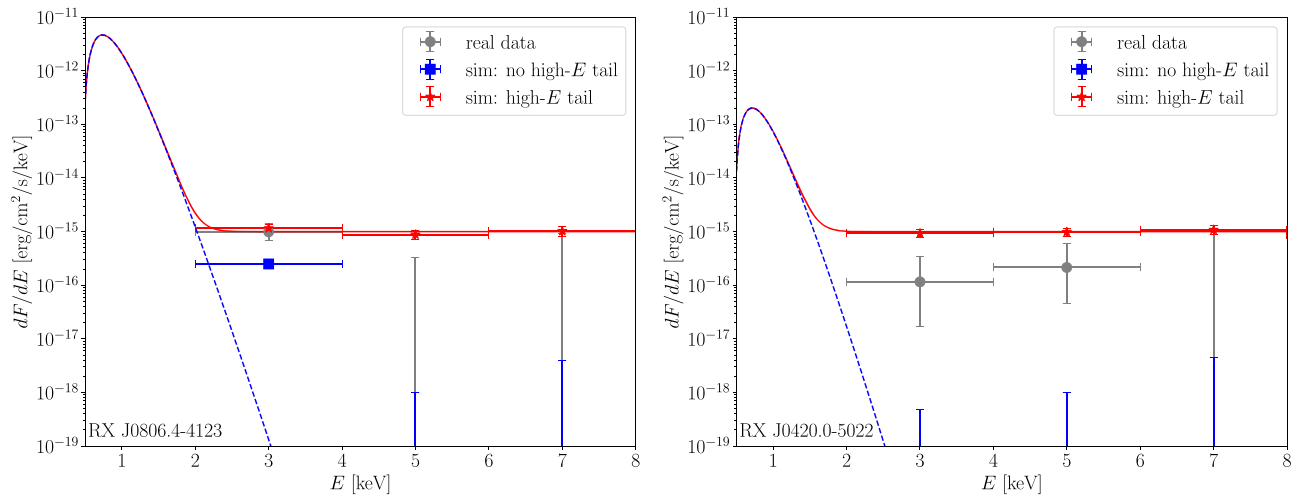 10⁻¹¹
10⁻¹²
10⁻¹³
10⁻¹⁴
10⁻¹⁵
10⁻¹⁶
10⁻¹⁷
10⁻¹⁸
10⁻¹⁹
dF/dE [erg/cm²/s/keV]
real data
sim: no high-E tail
sim: high-E tail
RX J0806.4-4123
1 2 3 4 5 6 7 8
E [keV]
10⁻¹¹
10⁻¹²
10⁻¹³
10⁻¹⁴
10⁻¹⁵
10⁻¹⁶
10⁻¹⁷
10⁻¹⁸
10⁻¹⁹
dF/dE [erg/cm²/s/keV]
real data
sim: no high-E tail
sim: high-E tail
RX J0420.0-5022
1 2 3 4 5 6 7 8
E [keV]